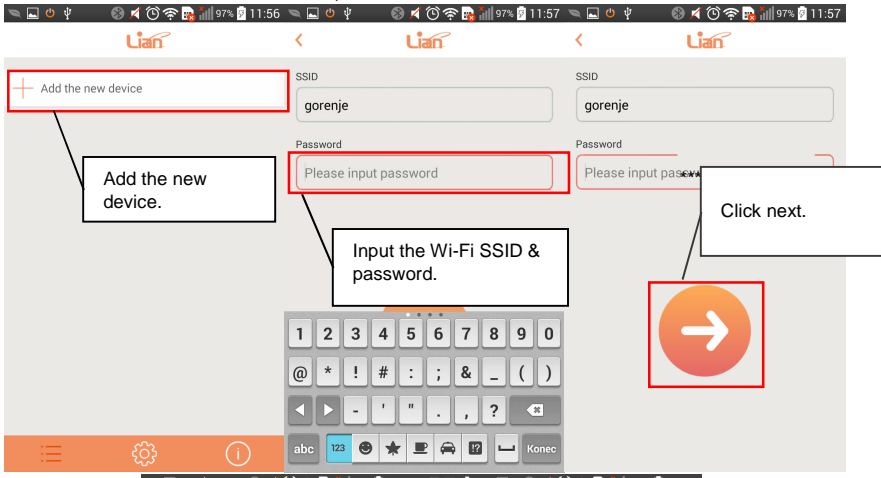 97% 11:56
Lian
Add the new device
Add the new
device.
97% 11:57
Lian
SSID
gorenje
Password
Please input password
Input the Wi-Fi SSID &
password.
1 2 3 4 5 6 7 8 9 0
@ * ! # : ; & _ ( )
- ' " . , ?
abc 123 !? Konec
97% 11:57
Lian
SSID
gorenje
Password
Please input
Click next.